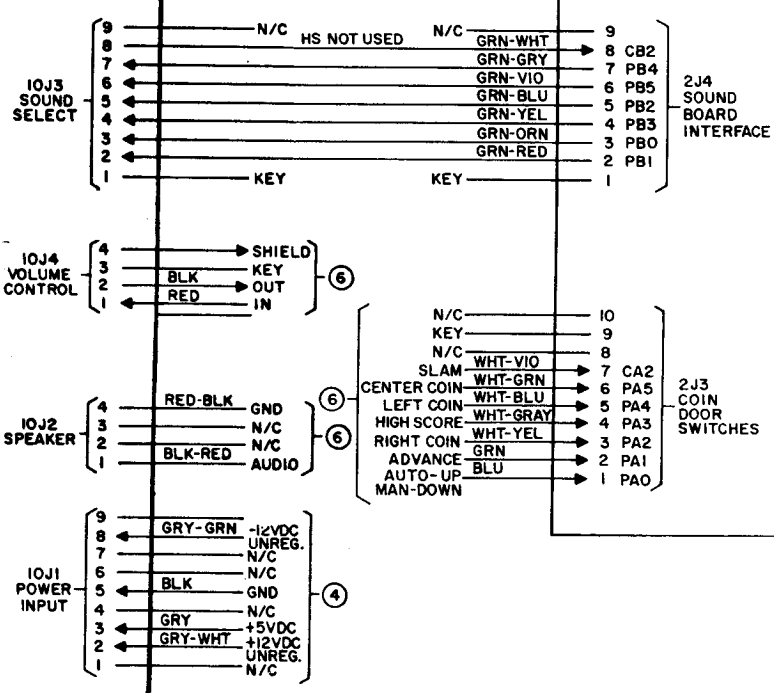 10J3 SOUND SELECT
9 N/C N/C 9
8 HS NOT USED GRN-WHT 8 CB2
7 GRN-GRY 7 PB4
6 GRN-VIO 6 PB5
5 GRN-BLU 5 PB2
4 GRN-YEL 4 PB3
3 GRN-ORN 3 PB0
2 GRN-RED 2 PB1
1 KEY KEY 1
2J4 SOUND BOARD INTERFACE
10J4 VOLUME CONTROL
4 SHIELD
3 KEY
2 BLK OUT
1 RED IN
6
10J2 SPEAKER
4 RED-BLK GND
3 N/C
2 N/C
1 BLK-RED AUDIO
6
6
N/C 10
KEY 9
N/C 8
SLAM WHT-VIO 7 CA2
CENTER COIN WHT-GRN 6 PA5
LEFT COIN WHT-BLU 5 PA4
HIGH SCORE WHT-GRAY 4 PA3
RIGHT COIN WHT-YEL 3 PA2
ADVANCE GRN 2 PA1
AUTO-UP MAN-DOWN BLU 1 PA0
2J3 COIN DOOR SWITCHES
10J1 POWER INPUT
9
8 GRY-GRN -12VDC UNREG.
7 N/C
6 N/C
5 BLK GND
4 N/C
3 GRY +5VDC
2 GRY-WHT +12VDC UNREG.
1 N/C
4